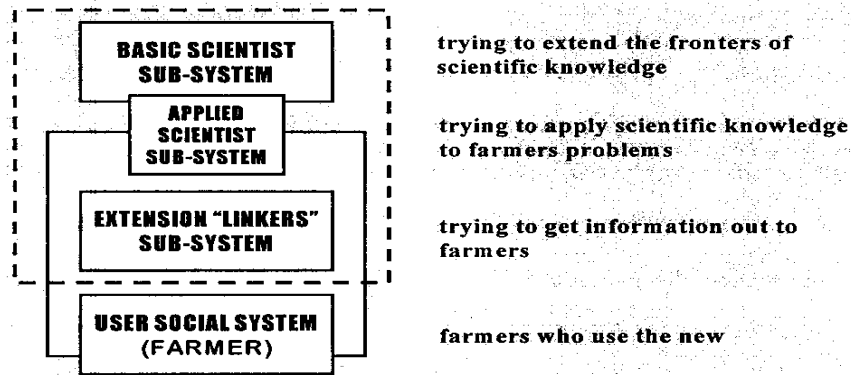 BASIC SCIENTIST
SUB-SYSTEM
trying to extend the fronters of
scientific knowledge
APPLIED
SCIENTIST
SUB-SYSTEM
trying to apply scientific knowledge
to farmers problems
EXTENSION "LINKERS"
SUB-SYSTEM
trying to get information out to
farmers
USER SOCIAL SYSTEM
(FARMER)
farmers who use the new